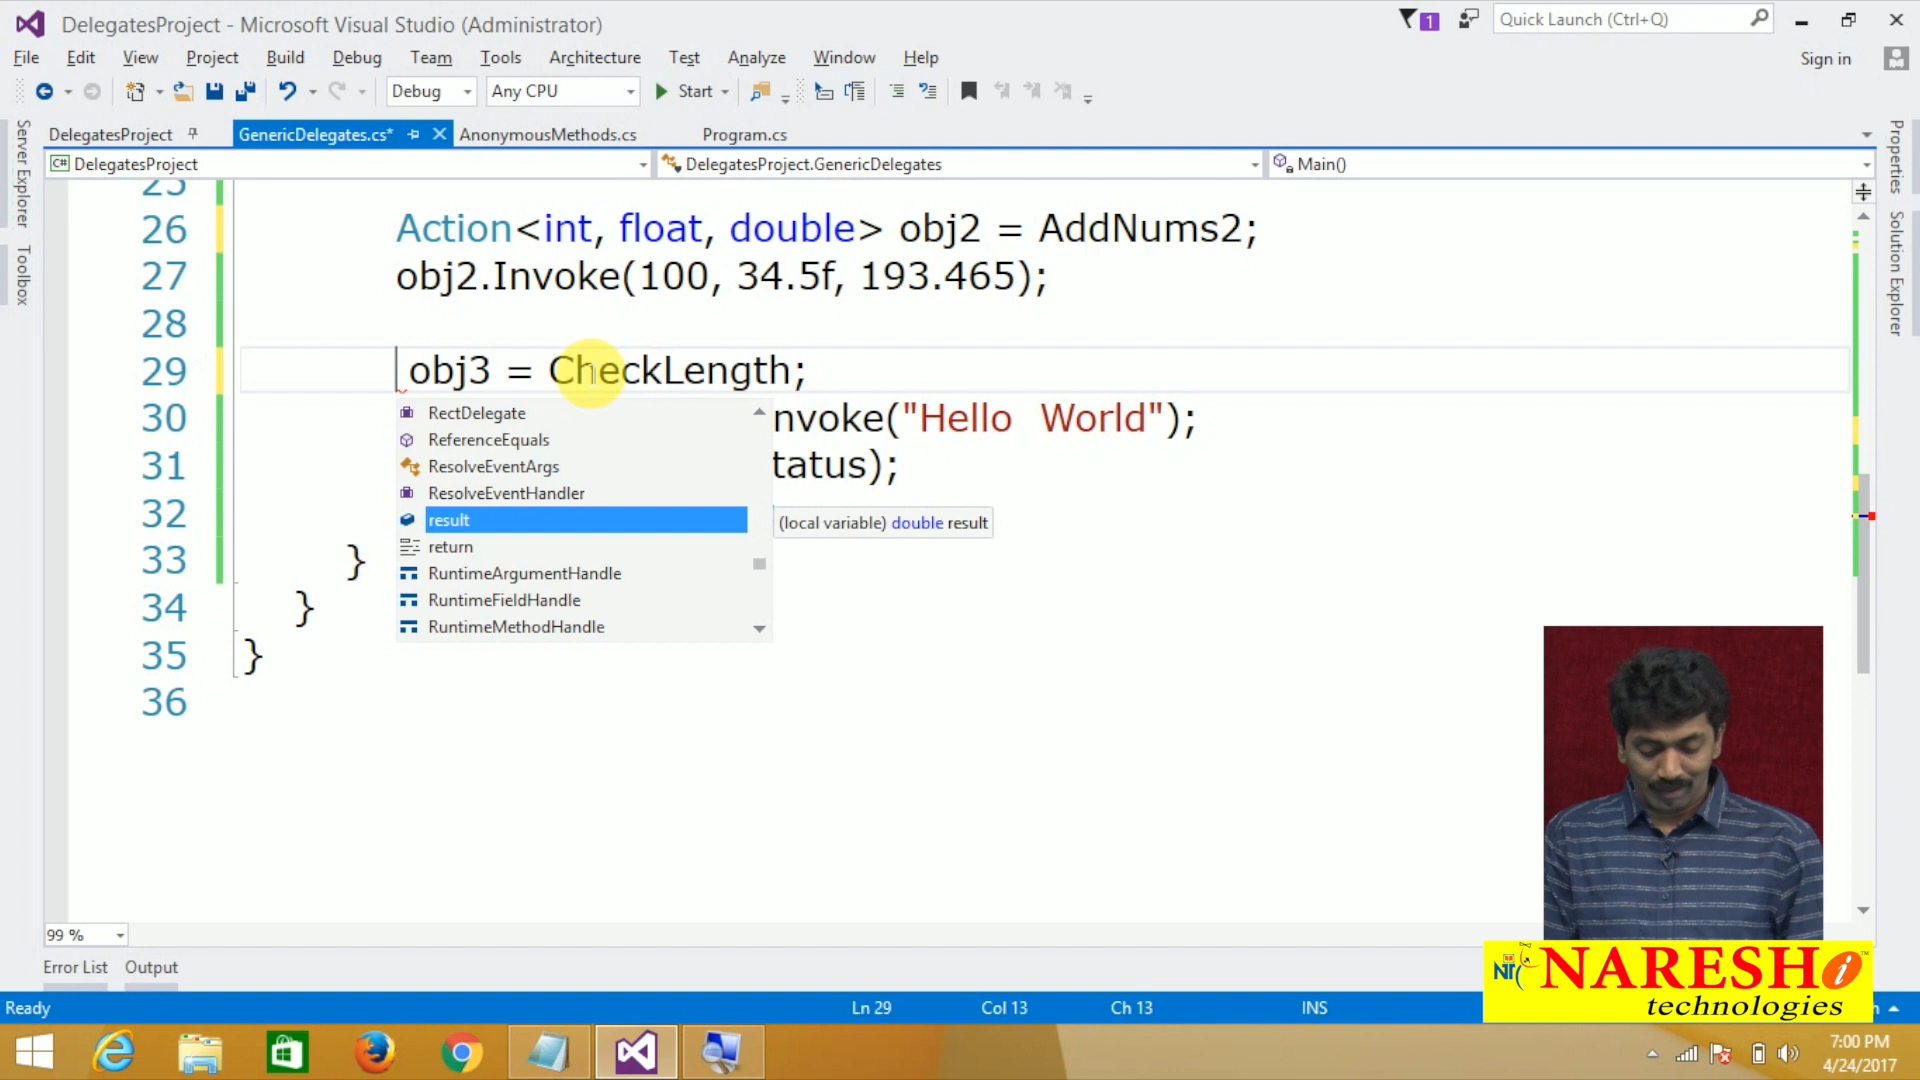 DelegatesProject - Microsoft Visual Studio (Administrator)
1
Quick Launch (Ctrl+Q)
File Edit View Project Build Debug Team Tools Architecture Test Analyze Window Help
Sign in
Debug Any CPU Start
DelegatesProject GenericDelegates.cs* AnonymousMethods.cs Program.cs
C# DelegatesProject DelegatesProject.GenericDelegates Main()
Server Explorer
Toolbox
Properties
Solution Explorer
25
26 Action<int, float, double> obj2 = AddNums2;
27 obj2.Invoke(100, 34.5f, 193.465);
28
29 obj3 = CheckLength;
30 nvoke("Hello World");
31 tatus);
32
33 }
34 }
35 }
36
RectDelegate
ReferenceEquals
ResolveEventArgs
ResolveEventHandler
result
(local variable) double result
return
RuntimeArgumentHandle
RuntimeFieldHandle
RuntimeMethodHandle
99 %
Error List Output
Ready Ln 29 Col 13 Ch 13 INS
NARESH i
technologies
7:00 PM
4/24/2017